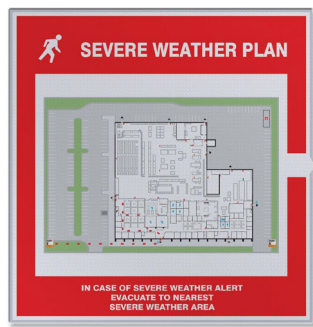 SEVERE WEATHER PLAN
IN CASE OF SEVERE WEATHER ALERT
EVACUATE TO NEAREST
SEVERE WEATHER AREA